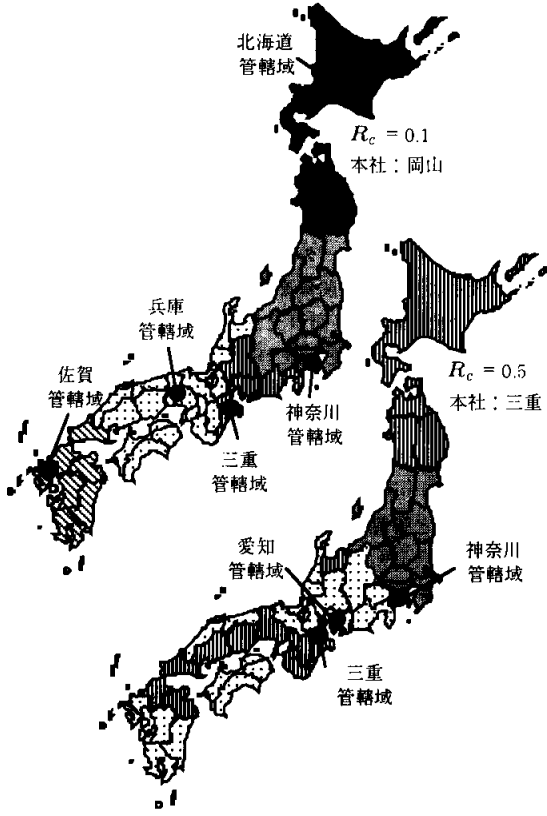 北海道
管轄域
R_c = 0.1
本社：岡山
兵庫
管轄域
佐賀
管轄域
神奈川
管轄域
三重
管轄域
R_c = 0.5
本社：三重
愛知
管轄域
神奈川
管轄域
三重
管轄域